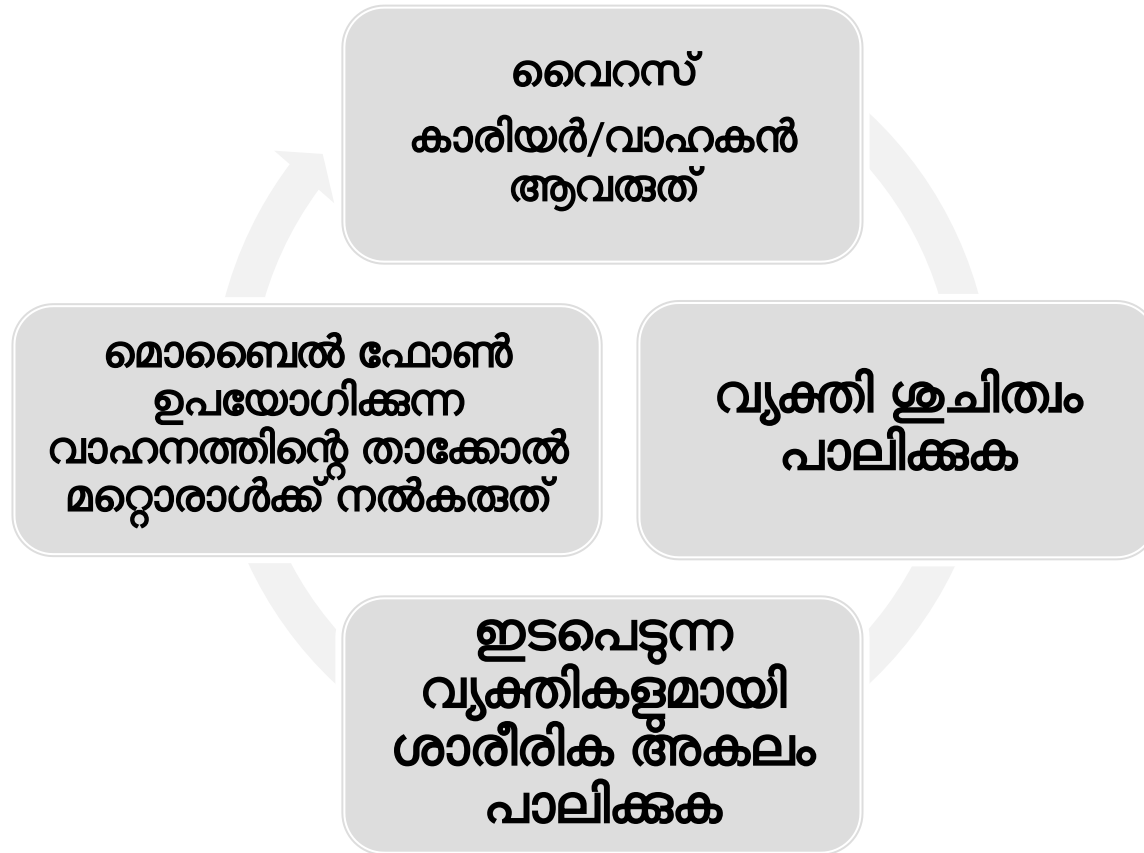 വൈറസ്
കാരിയർ/വാഹകൻ
ആവരുത്
വ്യക്തി ശുചിത്വം
പാലിക്കുക
ഇടപെടുന്ന
വ്യക്തികളുമായി
ശാരീരിക അകലം
പാലിക്കുക
മൊബൈൽ ഫോൺ
ഉപയോഗിക്കുന്ന
വാഹനത്തിന്റെ താക്കോൽ
മറ്റൊരാൾക്ക് നൽകരുത്